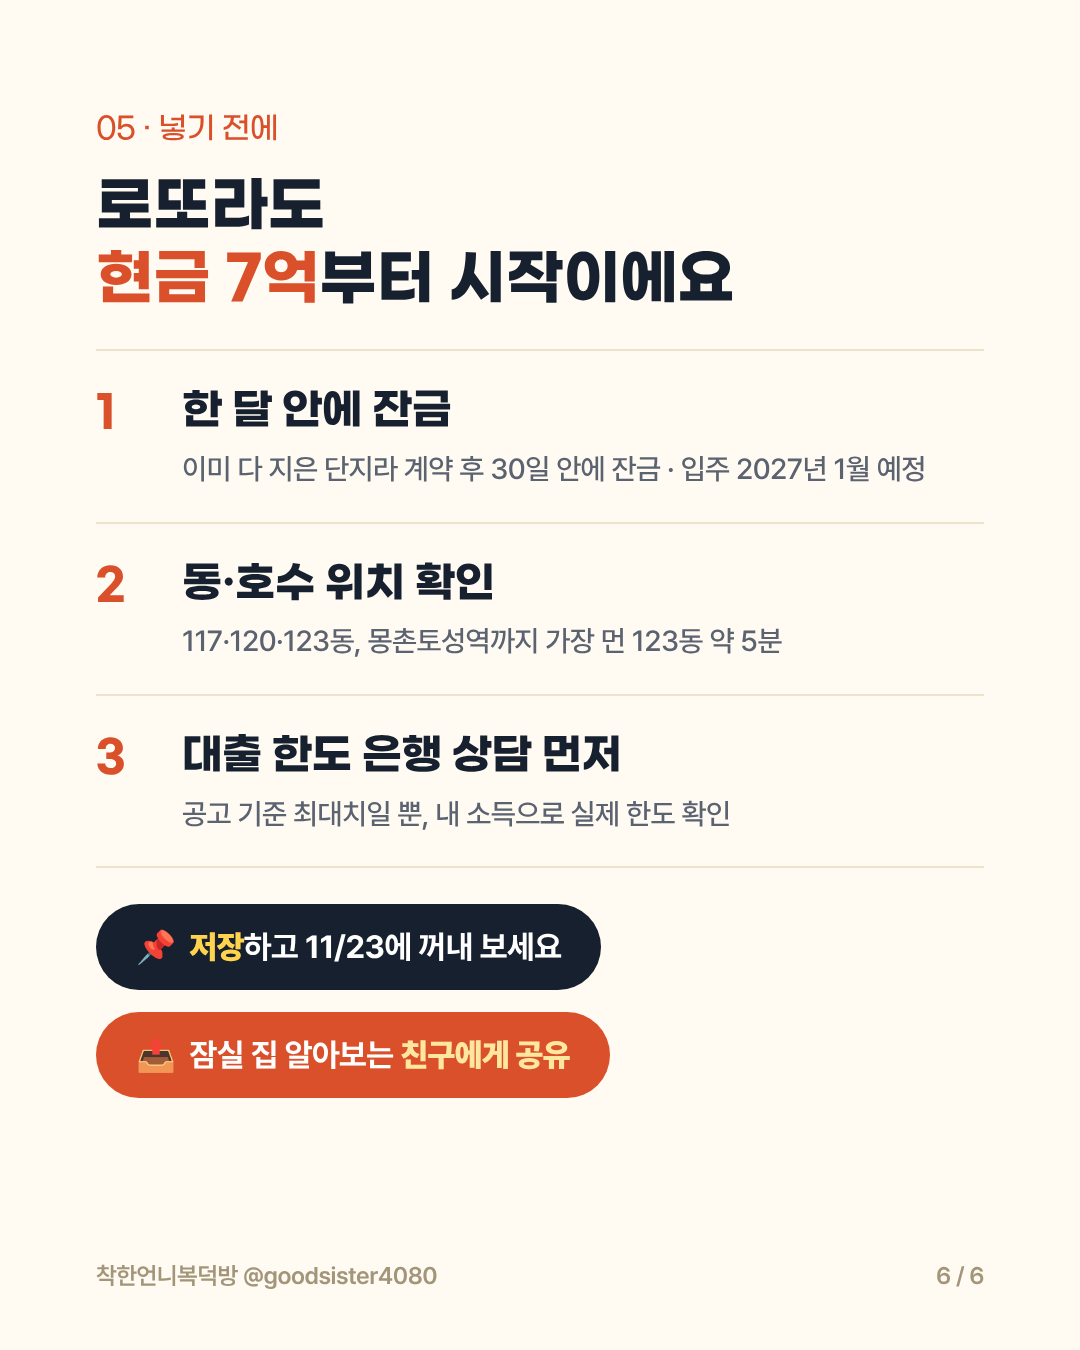 05 · 넣기 전에
로또라도
현금 7억부터 시작이에요
1 한 달 안에 잔금
이미 다 지은 단지라 계약 후 30일 안에 잔금 · 입주 2027년 1월 예정
2 동·호수 위치 확인
117·120·123동, 몽촌토성역까지 가장 먼 123동 약 5분
3 대출 한도 은행 상담 먼저
공고 기준 최대치일 뿐, 내 소득으로 실제 한도 확인
📌 저장하고 11/23에 꺼내 보세요
📤 잠실 집 알아보는 친구에게 공유
착한언니복덕방 @goodsister4080
6 / 6